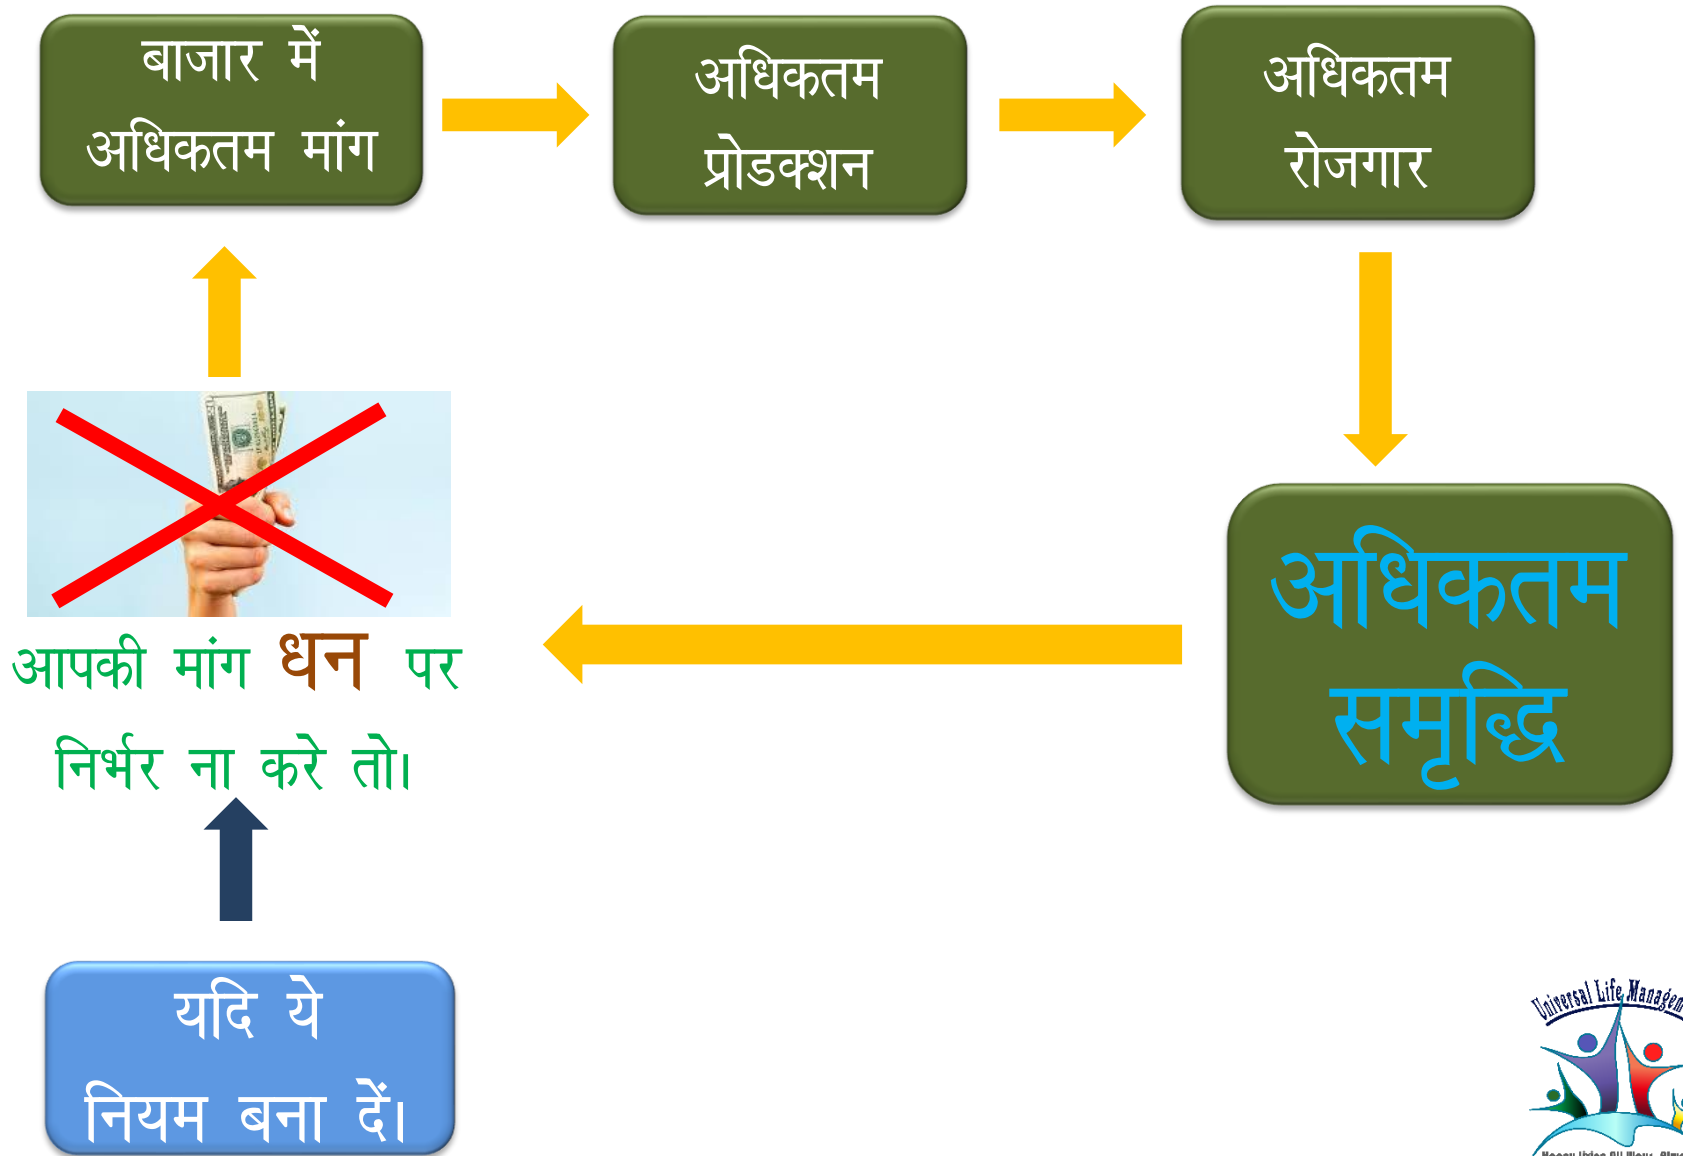 बाजार में
अधिकतम मांग
अधिकतम
प्रोडक्शन
अधिकतम
रोजगार
आपकी मांग धन पर
निर्भर ना करे तो।
अधिकतम
समृद्धि
यदि ये
नियम बना दें।
Universal Life